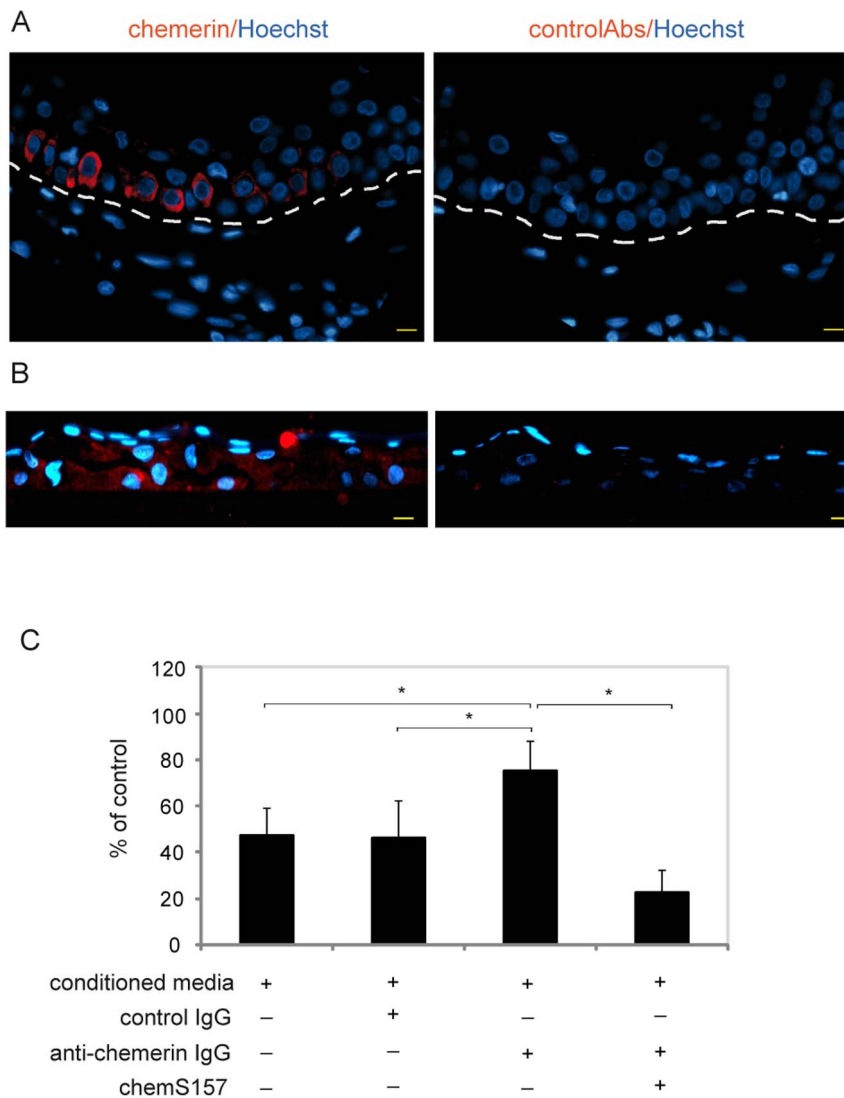 A
chemerin/Hoechst controlAbs/Hoechst
B
C
120
100
80
60
40
20
0
% of control
*
*
*
conditioned media + + + +
control IgG – + – –
anti-chemerin IgG – – + +
chemS157 – – – +